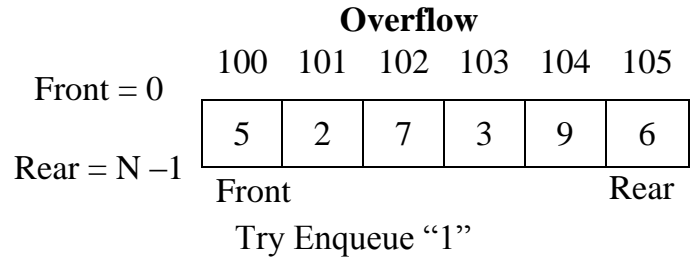 Overflow
100 101 102 103 104 105
Front = 0
5 2 7 3 9 6
Rear = N –1
Front Rear
Try Enqueue “1”